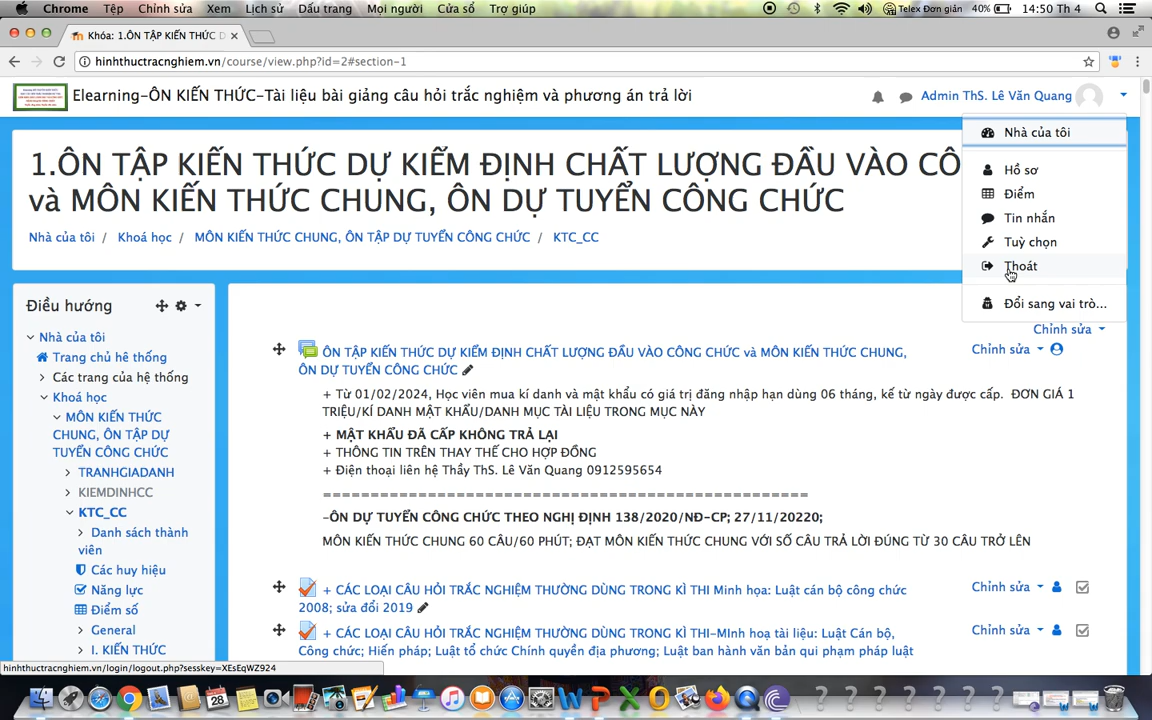 Chrome Tệp Chỉnh sửa Xem Lịch sử Dấu trang Mọi người Cửa sổ Trợ giúp Telex Đơn giản 40% 14:50 Th 4
Khóa: 1.ÔN TẬP KIẾN THỨC D
hinhthuctracnghiem.vn/course/view.php?id=2#section-1
Elearning-ÔN KIẾN THỨC-Tài liệu bài giảng câu hỏi trắc nghiệm và phương án trả lời
Admin ThS. Lê Văn Quang
Nhà của tôi
Hồ sơ
Điểm
Tin nhắn
Tuỳ chọn
Thoát
Đổi sang vai trò...
1.ÔN TẬP KIẾN THỨC DỰ KIỂM ĐỊNH CHẤT LƯỢNG ĐẦU VÀO CÔ
và MÔN KIẾN THỨC CHUNG, ÔN DỰ TUYỂN CÔNG CHỨC
Nhà của tôi / Khoá học / MÔN KIẾN THỨC CHUNG, ÔN TẬP DỰ TUYỂN CÔNG CHỨC / KTC_CC
Điều hướng
Nhà của tôi
Trang chủ hệ thống
Các trang của hệ thống
Khoá học
MÔN KIẾN THỨC
CHUNG, ÔN TẬP DỰ
TUYỂN CÔNG CHỨC
TRANHGIADANH
KIEMDINHCC
KTC_CC
Danh sách thành
viên
Các huy hiệu
Năng lực
Điểm số
General
I. KIẾN THỨC
Chỉnh sửa
ÔN TẬP KIẾN THỨC DỰ KIỂM ĐỊNH CHẤT LƯỢNG ĐẦU VÀO CÔNG CHỨC và MÔN KIẾN THỨC CHUNG,
ÔN DỰ TUYỂN CÔNG CHỨC
Chỉnh sửa
+ Từ 01/02/2024, Học viên mua kí danh và mật khẩu có giá trị đăng nhập hạn dùng 06 tháng, kể từ ngày được cấp. ĐƠN GIÁ 1
TRIỆU/KÍ DANH MẬT KHẨU/DANH MỤC TÀI LIỆU TRONG MỤC NÀY
+ MẬT KHẨU ĐÃ CẤP KHÔNG TRẢ LẠI
+ THÔNG TIN TRÊN THAY THẾ CHO HỢP ĐỒNG
+ Điện thoại liên hệ Thầy ThS. Lê Văn Quang 0912595654
=====================================================
-ÔN DỰ TUYỂN CÔNG CHỨC THEO NGHỊ ĐỊNH 138/2020/NĐ-CP; 27/11/20220;
MÔN KIẾN THỨC CHUNG 60 CÂU/60 PHÚT; ĐẠT MÔN KIẾN THỨC CHUNG VỚI SỐ CÂU TRẢ LỜI ĐÚNG TỪ 30 CÂU TRỞ LÊN
+ CÁC LOẠI CÂU HỎI TRẮC NGHIỆM THƯỜNG DÙNG TRONG KÌ THI Minh họa: Luật cán bộ công chức
2008; sửa đổi 2019
Chỉnh sửa
+ CÁC LOẠI CÂU HỎI TRẮC NGHIỆM THƯỜNG DÙNG TRONG KÌ THI-MInh hoạ tài liệu: Luật Cán bộ,
Công chức; Hiến pháp; Luật tổ chức Chính quyền địa phương; Luật ban hành văn bản qui phạm pháp luật
Chỉnh sửa
hinhthuctracnghiem.vn/login/logout.php?sesskey=XEsEqWZ924